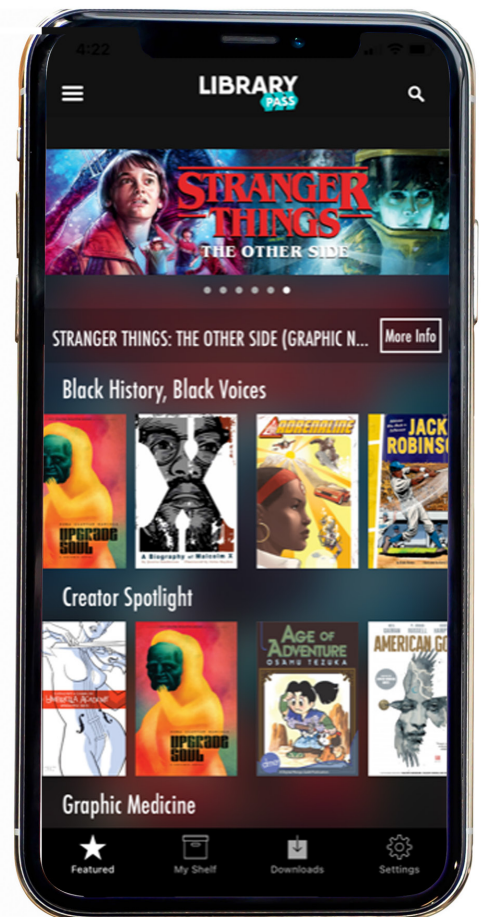 4:22
LIBRARY
PASS
STRANGER
THINGS
THE OTHER SIDE
STRANGER THINGS: THE OTHER SIDE (GRAPHIC N...
More Info
Black History, Black Voices
UPGRADE
SOUL
A Biography of Malcolm X
ADRENALINE
JACK
ROBINSO
Creator Spotlight
UPGRADE
SOUL
AGE OF
ADVENTURE
OSAMU TEZUKA
AMERICAN GO
Graphic Medicine
Featured
My Shelf
Downloads
Settings